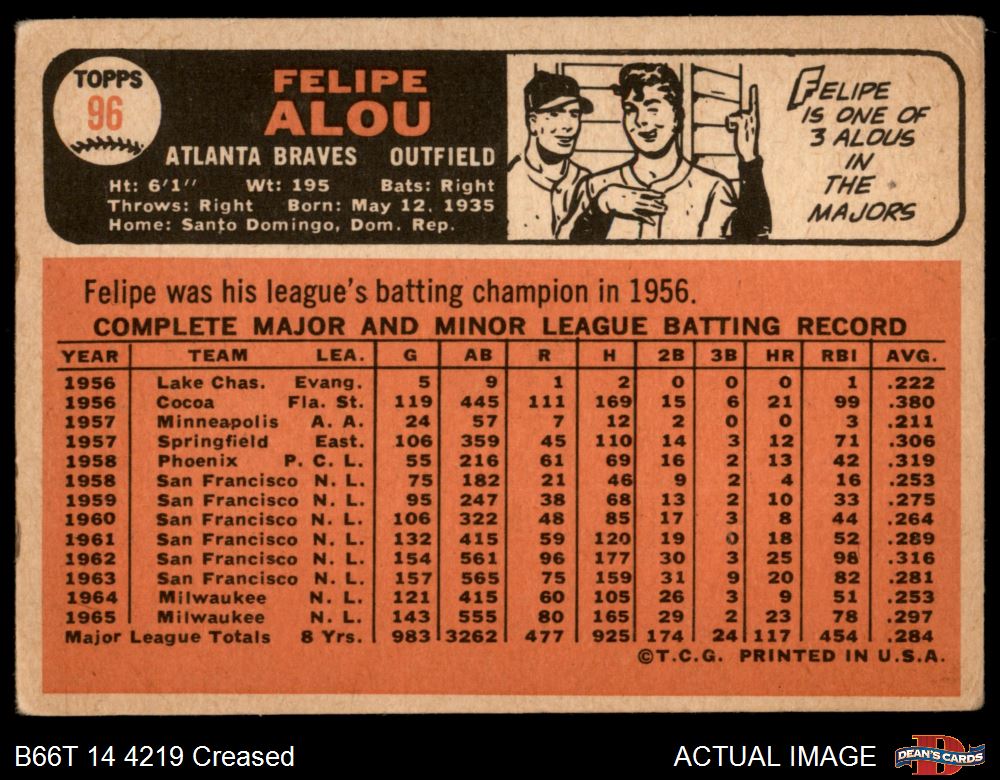 TOPPS
96
FELIPE
ALOU
ATLANTA BRAVES OUTFIELD
Ht: 6'1" Wt: 195 Bats: Right
Throws: Right Born: May 12, 1935
Home: Santo Domingo, Dom. Rep.
FELIPE
IS ONE OF
3 ALOUS
IN
THE
MAJORS
Felipe was his league's batting champion in 1956.
COMPLETE MAJOR AND MINOR LEAGUE BATTING RECORD
YEAR TEAM LEA. G AB R H 2B 3B HR RBI AVG.
1956 Lake Chas. Evang. 5 9 1 2 0 0 0 1 .222
1956 Cocoa Fla. St. 119 445 111 169 15 6 21 99 .380
1957 Minneapolis A. A. 24 57 7 12 2 0 0 3 .211
1957 Springfield East. 106 359 45 110 14 3 12 71 .306
1958 Phoenix P. C. L. 55 216 61 69 16 2 13 42 .319
1958 San Francisco N. L. 75 182 21 46 9 2 4 16 .253
1959 San Francisco N. L. 95 247 38 68 13 2 10 33 .275
1960 San Francisco N. L. 106 322 48 85 17 3 8 44 .264
1961 San Francisco N. L. 132 415 59 120 19 0 18 52 .289
1962 San Francisco N. L. 154 561 96 177 30 3 25 98 .316
1963 San Francisco N. L. 157 565 75 159 31 9 20 82 .281
1964 Milwaukee N. L. 121 415 60 105 26 3 9 51 .253
1965 Milwaukee N. L. 143 555 80 165 29 2 23 78 .297
Major League Totals 8 Yrs. 983 3262 477 925 174 24 117 454 .284
©T.C.G. PRINTED IN U.S.A.
B66T 14 4219 Creased
ACTUAL IMAGE
DEAN'S CARDS